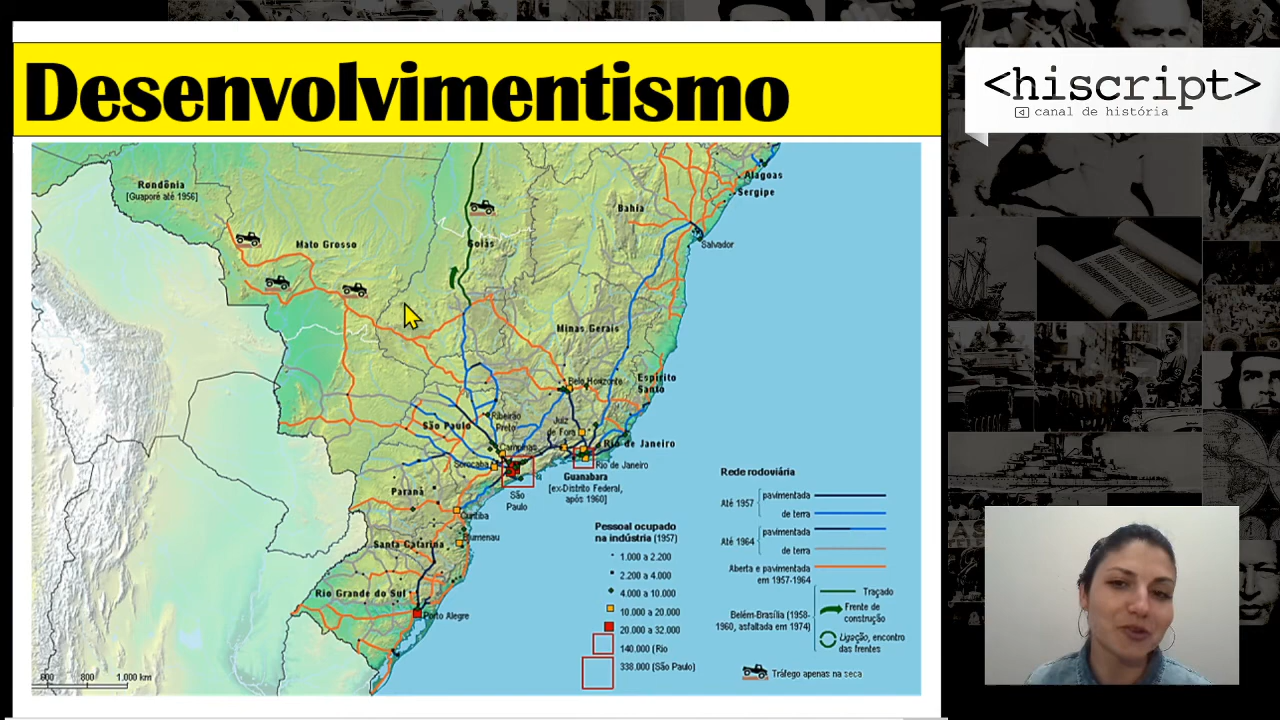 Desenvolvimentismo
<hiscript>
canal de história
Rondônia
[Guaporé até 1956]
Mato Grosso
Goiás
Bahia
Alagoas
Sergipe
Salvador
Minas Gerais
Belo Horizonte
Espírito
Santo
Ribeirão
Preto
São Paulo
Juiz
de Fora
Campinas
Rio de Janeiro
Sorocaba
Rio de Janeiro
São
Paulo
Guanabara
[ex-Distrito Federal,
após 1960]
Paraná
Curitiba
Blumenau
Santa Catarina
Rio Grande do Sul
Porto Alegre
600 800 1.000 km
Pessoal ocupado
na indústria (1957)
1.000 a 2.200
2.200 a 4.000
4.000 a 10.000
10.000 a 20.000
20.000 a 32.000
140.000 (Rio
338.000 (São Paulo)
Rede rodoviária
Até 1957
pavimentada
de terra
Até 1964
pavimentada
de terra
Aberta e pavimentada
em 1957-1964
Belém-Brasília (1958-
1960, asfaltada em 1974)
Traçado
Frente de
construção
Ligação, encontro
das frentes
Tráfego apenas na seca